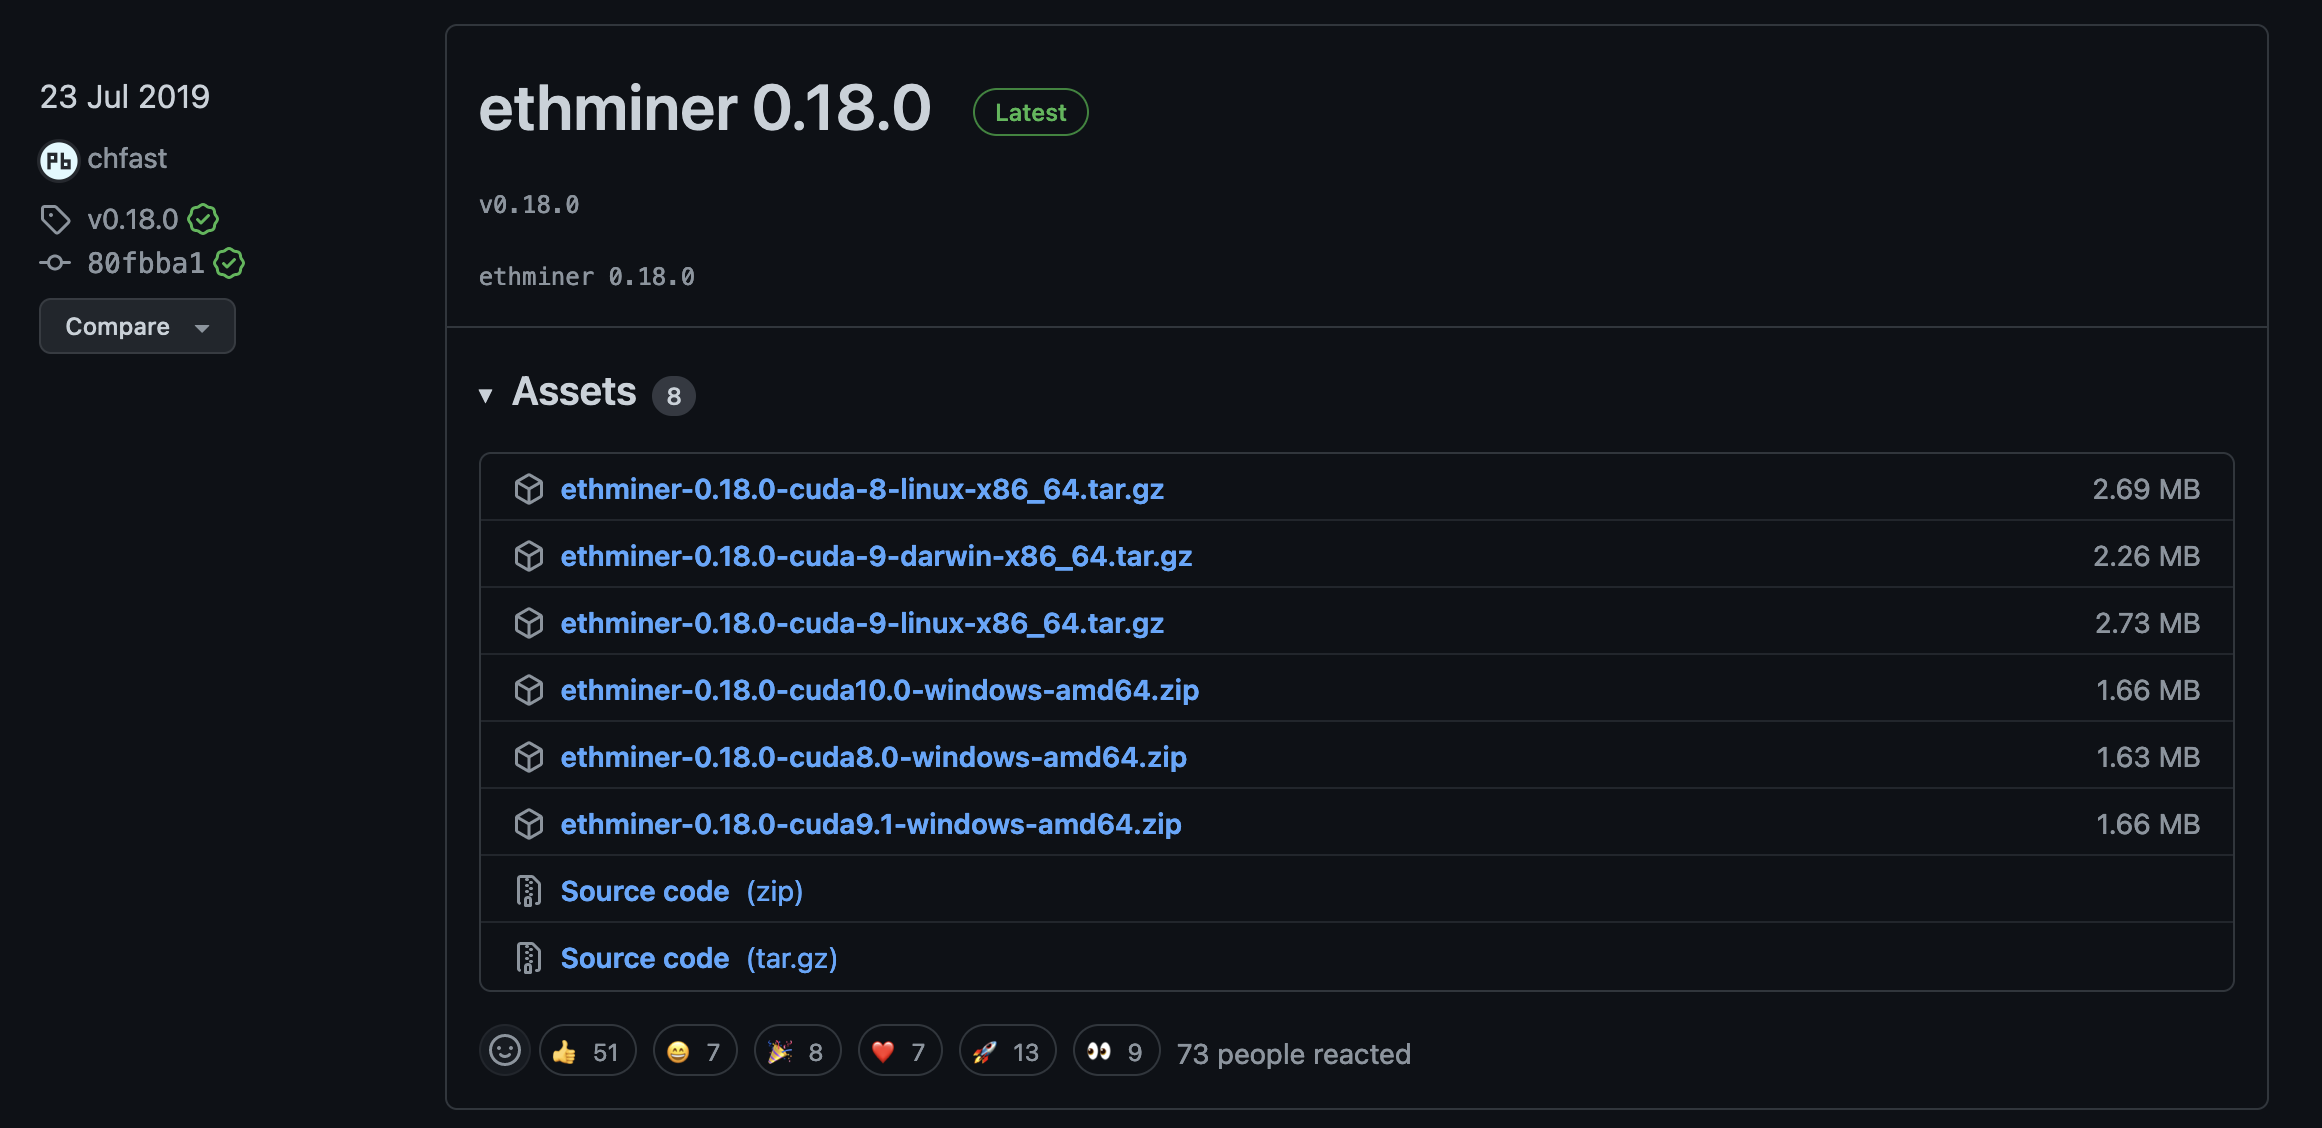 23 Jul 2019
Pb chfast
v0.18.0
80fbba1
Compare
ethminer 0.18.0 Latest
v0.18.0
ethminer 0.18.0
Assets 8
ethminer-0.18.0-cuda-8-linux-x86_64.tar.gz 2.69 MB
ethminer-0.18.0-cuda-9-darwin-x86_64.tar.gz 2.26 MB
ethminer-0.18.0-cuda-9-linux-x86_64.tar.gz 2.73 MB
ethminer-0.18.0-cuda10.0-windows-amd64.zip 1.66 MB
ethminer-0.18.0-cuda8.0-windows-amd64.zip 1.63 MB
ethminer-0.18.0-cuda9.1-windows-amd64.zip 1.66 MB
Source code (zip)
Source code (tar.gz)
51 7 8 7 13 9 73 people reacted